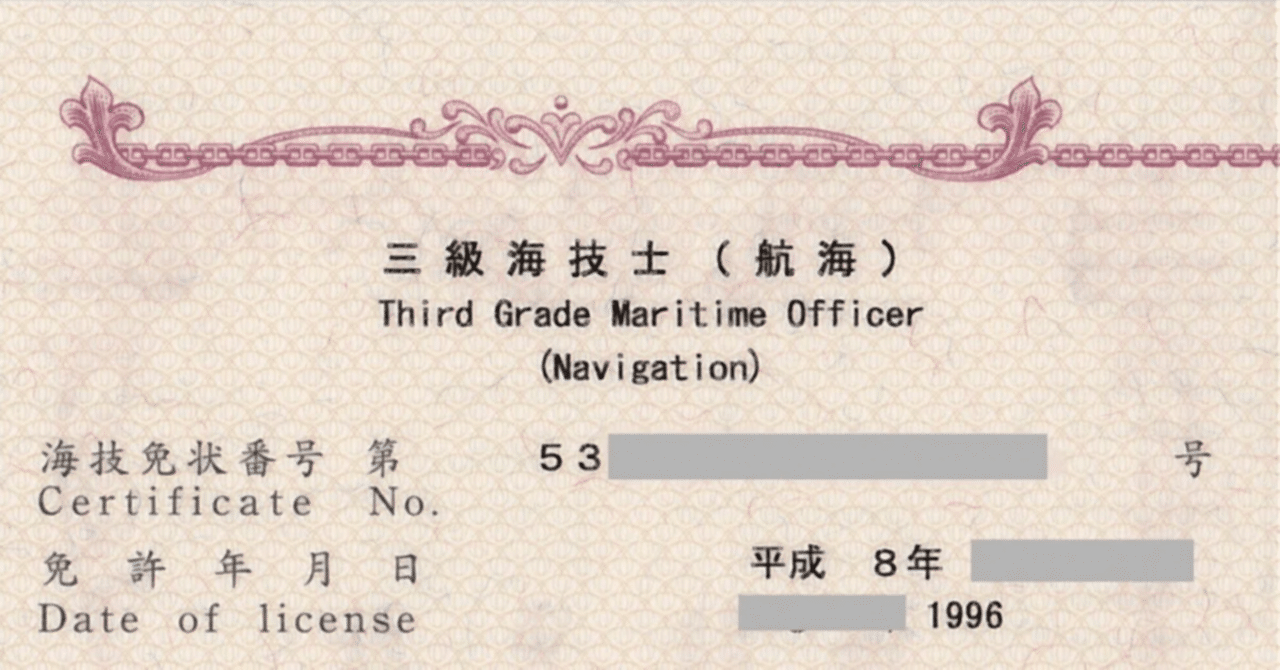 三級海技士(航海)
Third Grade Maritime Officer
(Navigation)
海技免状番号 第 53 号
Certificate No.
免許年月日 平成 8年
Date of license 1996